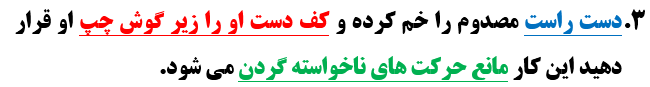 ۳.دست راست مصدوم را خم کرده و کف دست او را زیر گوش چپ او قرار
دهید این کار مانع حرکت های ناخواسته گردن می شود.